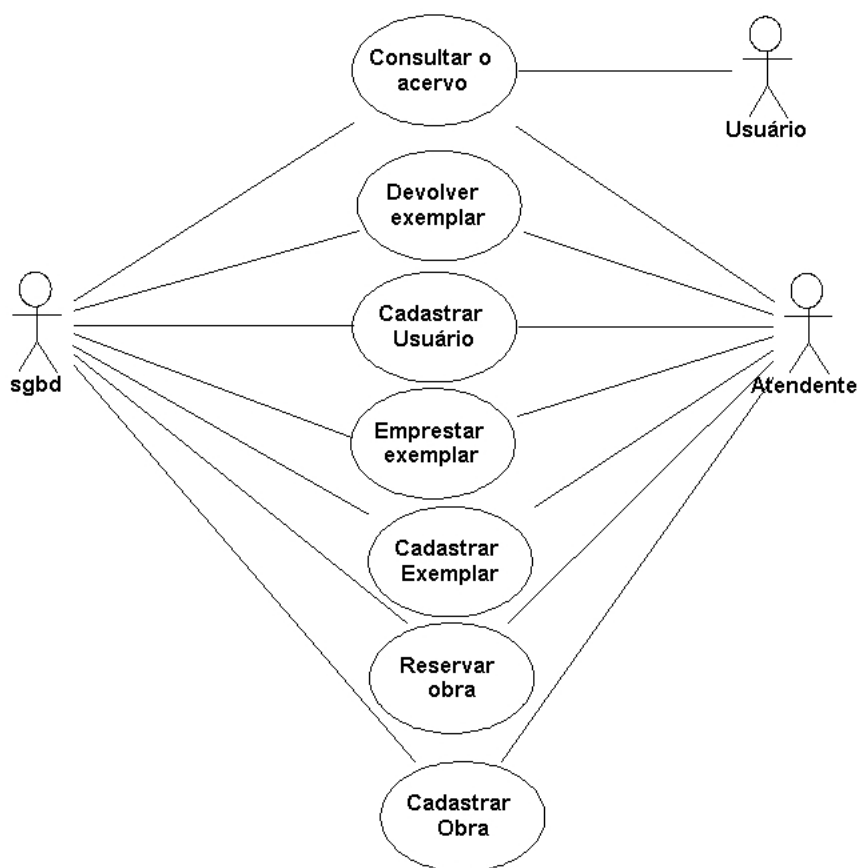 Consultar o
acervo
Usuário
Devolver
exemplar
Cadastrar
Usuário
sgbd
Atendente
Emprestar
exemplar
Cadastrar
Exemplar
Reservar
obra
Cadastrar
Obra